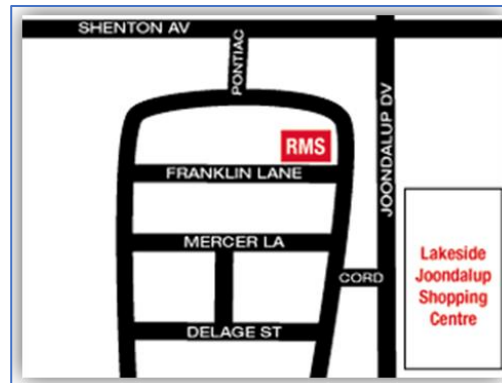 SHENTON AV
PONTIAC
JOONDALUP DV
RMS
FRANKLIN LANE
MERCER LA
CORD
DELAGE ST
Lakeside
Joondalup
Shopping
Centre